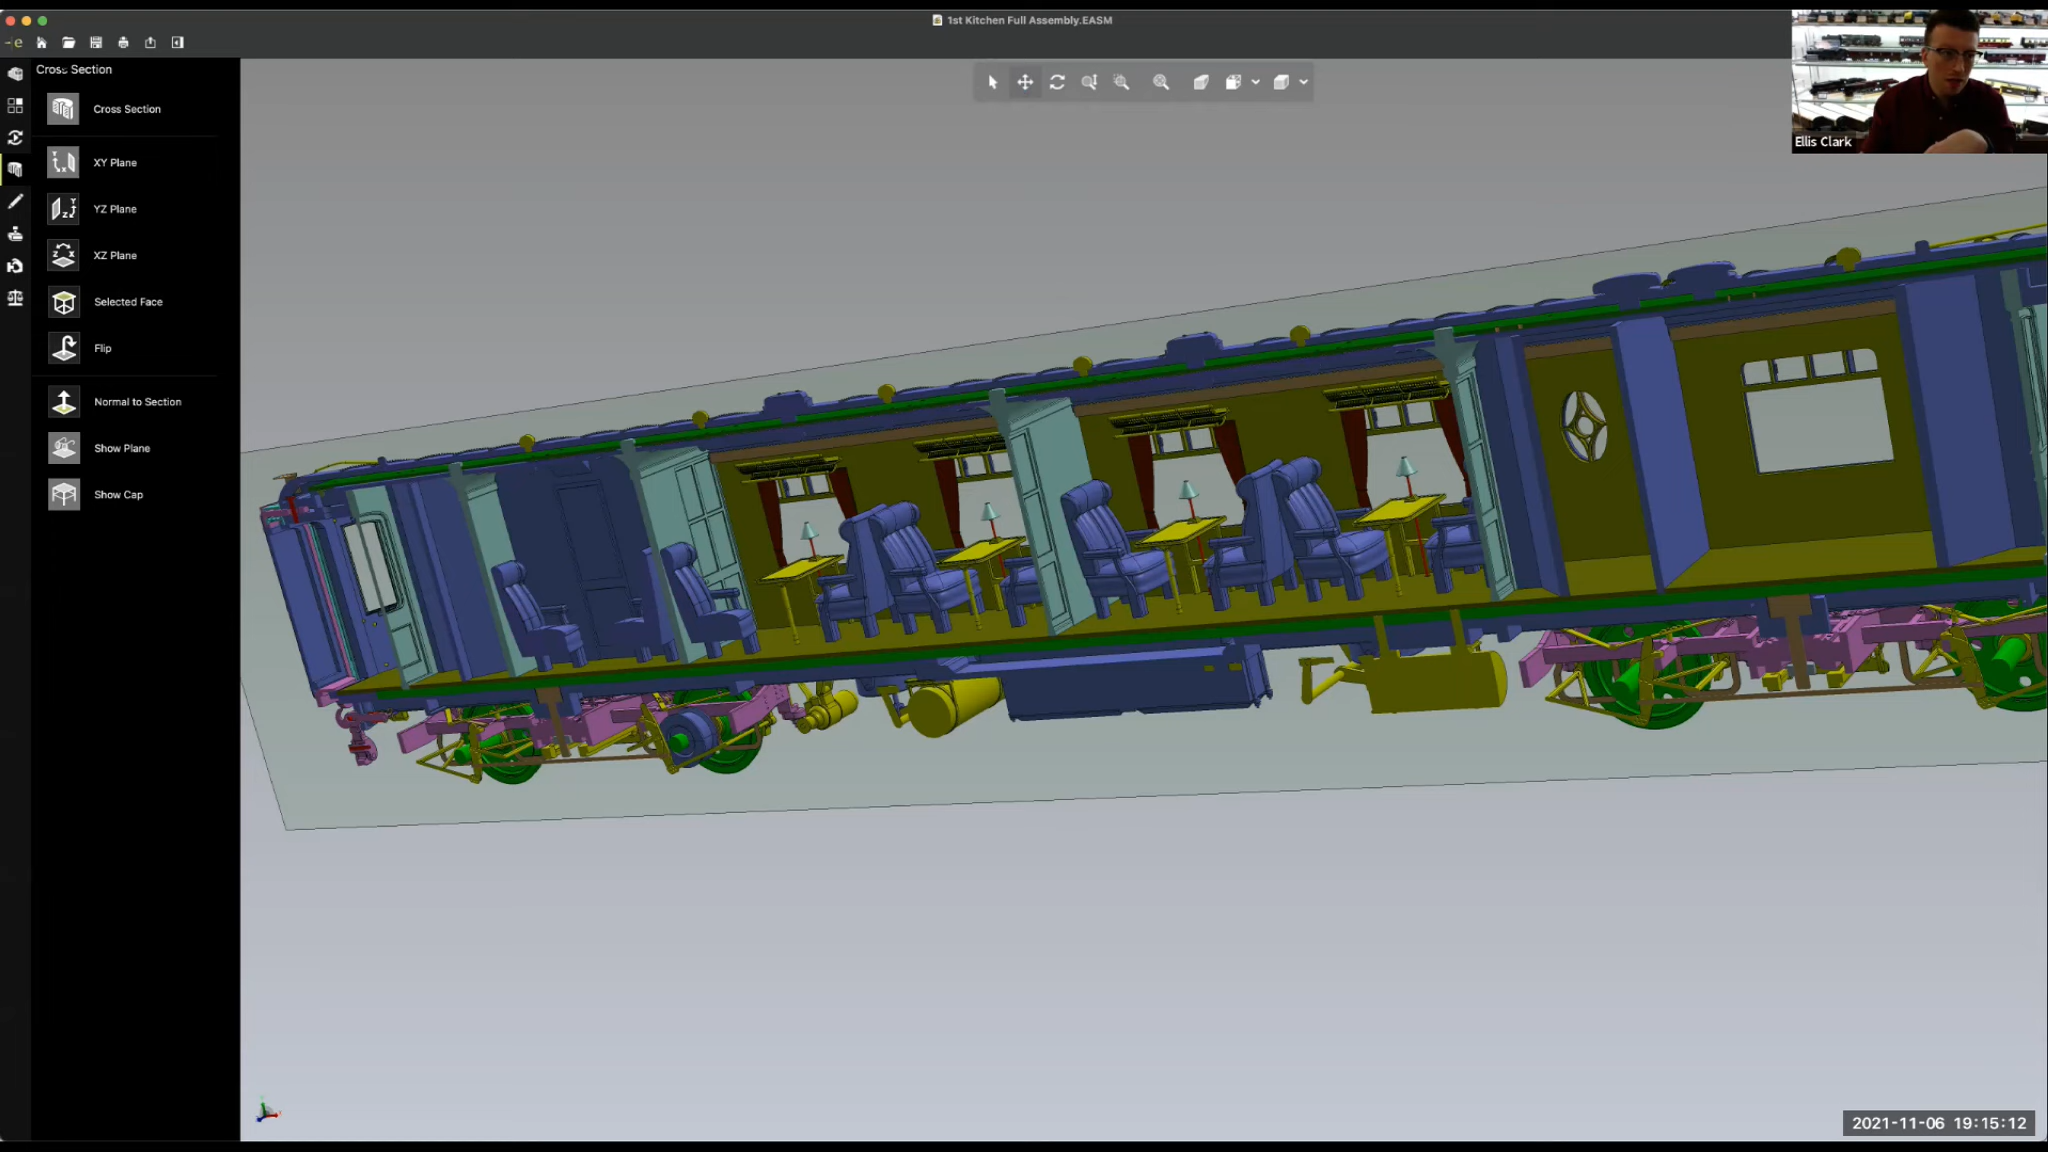 1st Kitchen Full Assembly.EASM
e
Cross Section
Cross Section
XY Plane
YZ Plane
XZ Plane
Selected Face
Flip
Normal to Section
Show Plane
Show Cap
Ellis Clark
2021-11-06 19:15:12